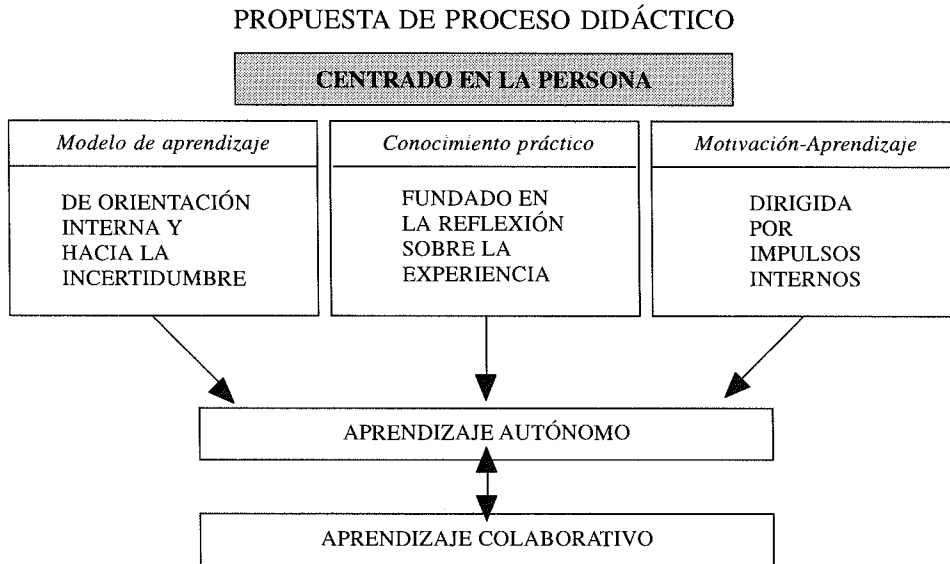 PROPUESTA DE PROCESO DIDÁCTICO
CENTRADO EN LA PERSONA
Modelo de aprendizaje
DE ORIENTACIÓN
INTERNA Y
HACIA LA
INCERTIDUMBRE
Conocimiento práctico
FUNDADO EN
LA REFLEXIÓN
SOBRE LA
EXPERIENCIA
Motivación-Aprendizaje
DIRIGIDA
POR
IMPULSOS
INTERNOS
APRENDIZAJE AUTÓNOMO
APRENDIZAJE COLABORATIVO